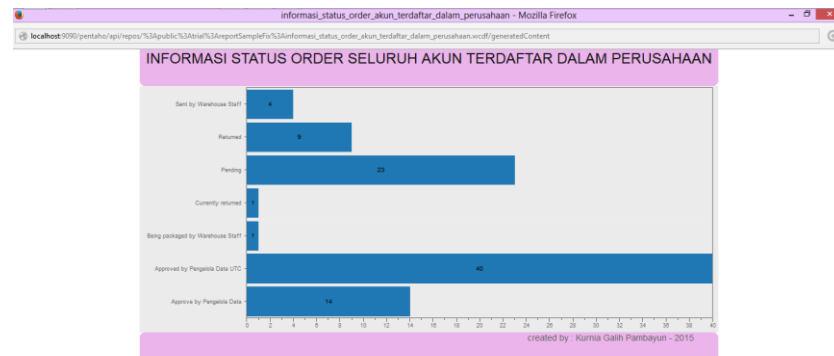 informasi_status_order_akun_terdaftar_dalam_perusahaan - Mozilla Firefox
localhost:9090/pentaho/api/repos/%3Apublic%3Atrial%3AreportSampleFix%3Ainformasi_status_order_akun_terdaftar_dalam_perusahaan.wcdf/generatedContent
INFORMASI STATUS ORDER SELURUH AKUN TERDAFTAR DALAM PERUSAHAAN
Sent by Warehouse Staff 4
Returned 9
Pending 23
Currently returned 1
Being packaged by Warehouse Staff 1
Approved by Pengelola Data UTC 40
Approve by Pengelola Data 14
0 2 4 6 8 10 12 14 16 18 20 22 24 26 28 30 32 34 36 38 40
created by : Kurnia Galih Pambayun - 2015